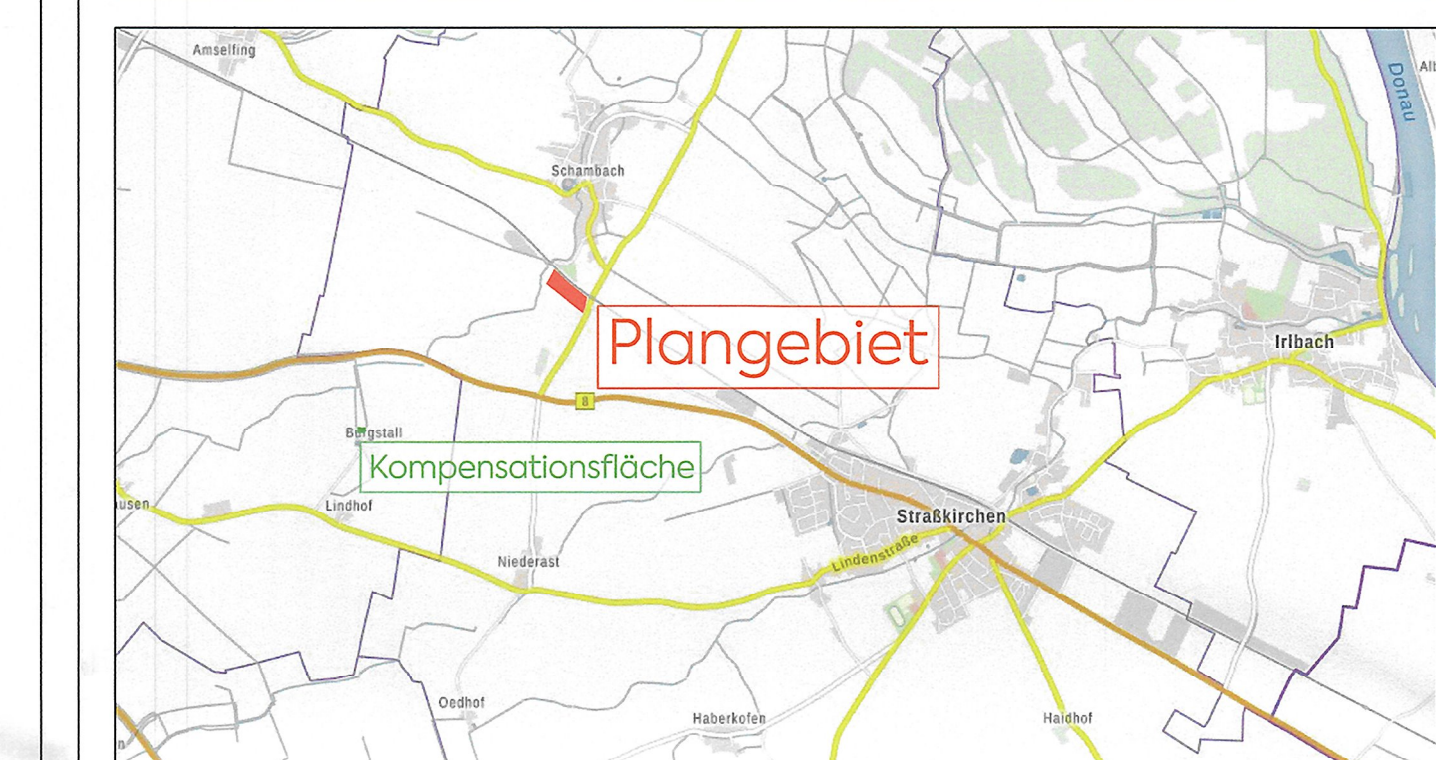 Amselfing
Donau
Schambach
Plangebiet
Irlbach
8
Burgstall
Kompensationsfläche
Lindhof
Straßkirchen
Lindenstraße
Niederast
Oedhof
Haberkofen
Haidhof